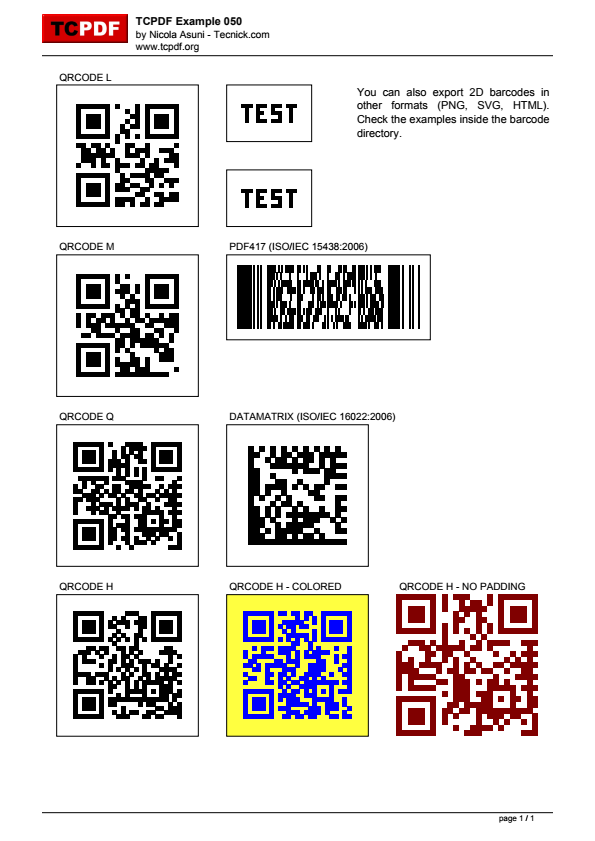 TCPDF
TCPDF Example 050
by Nicola Asuni - Tecnick.com
www.tcpdf.org
QRCODE L
TEST
TEST
You can also export 2D barcodes in
other formats (PNG, SVG, HTML).
Check the examples inside the barcode
directory.
QRCODE M
PDF417 (ISO/IEC 15438:2006)
QRCODE Q
DATAMATRIX (ISO/IEC 16022:2006)
QRCODE H
QRCODE H - COLORED
QRCODE H - NO PADDING
page 1 / 1